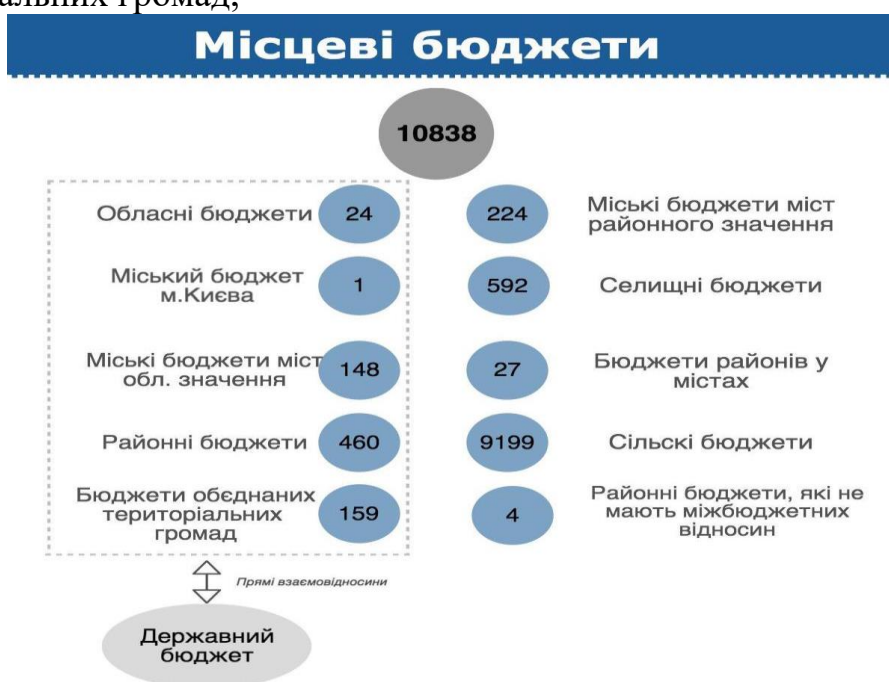 альних громад;
Місцеві бюджети
10838
Обласні бюджети
24
Міський бюджет
м.Києва
1
Міські бюджети міст
обл. значення
148
Районні бюджети
460
Бюджети обєднаних
територіальних
громад
159
224
Міські бюджети міст
районного значення
592
Селищні бюджети
27
Бюджети районів у
містах
9199
Сільскі бюджети
4
Районні бюджети, які не
мають міжбюджетних
відносин
Прямі взаємовідносини
Державний
бюджет